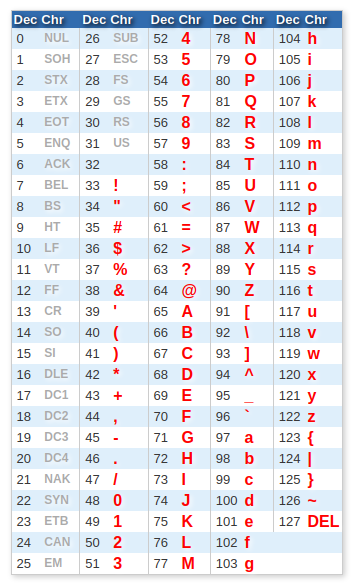 Dec Chr Dec Chr Dec Chr Dec Chr Dec Chr
0 NUL 26 SUB 52 4 78 N 104 h
1 SOH 27 ESC 53 5 79 O 105 i
2 STX 28 FS 54 6 80 P 106 j
3 ETX 29 GS 55 7 81 Q 107 k
4 EOT 30 RS 56 8 82 R 108 l
5 ENQ 31 US 57 9 83 S 109 m
6 ACK 32 58 : 84 T 110 n
7 BEL 33 ! 59 ; 85 U 111 o
8 BS 34 " 60 < 86 V 112 p
9 HT 35 # 61 = 87 W 113 q
10 LF 36 $ 62 > 88 X 114 r
11 VT 37 % 63 ? 89 Y 115 s
12 FF 38 & 64 @ 90 Z 116 t
13 CR 39 ' 65 A 91 [ 117 u
14 SO 40 ( 66 B 92 \ 118 v
15 SI 41 ) 67 C 93 ] 119 w
16 DLE 42 * 68 D 94 ^ 120 x
17 DC1 43 + 69 E 95 _ 121 y
18 DC2 44 , 70 F 96 ` 122 z
19 DC3 45 - 71 G 97 a 123 {
20 DC4 46 . 72 H 98 b 124 |
21 NAK 47 / 73 I 99 c 125 }
22 SYN 48 0 74 J 100 d 126 ~
23 ETB 49 1 75 K 101 e 127 DEL
24 CAN 50 2 76 L 102 f
25 EM 51 3 77 M 103 g